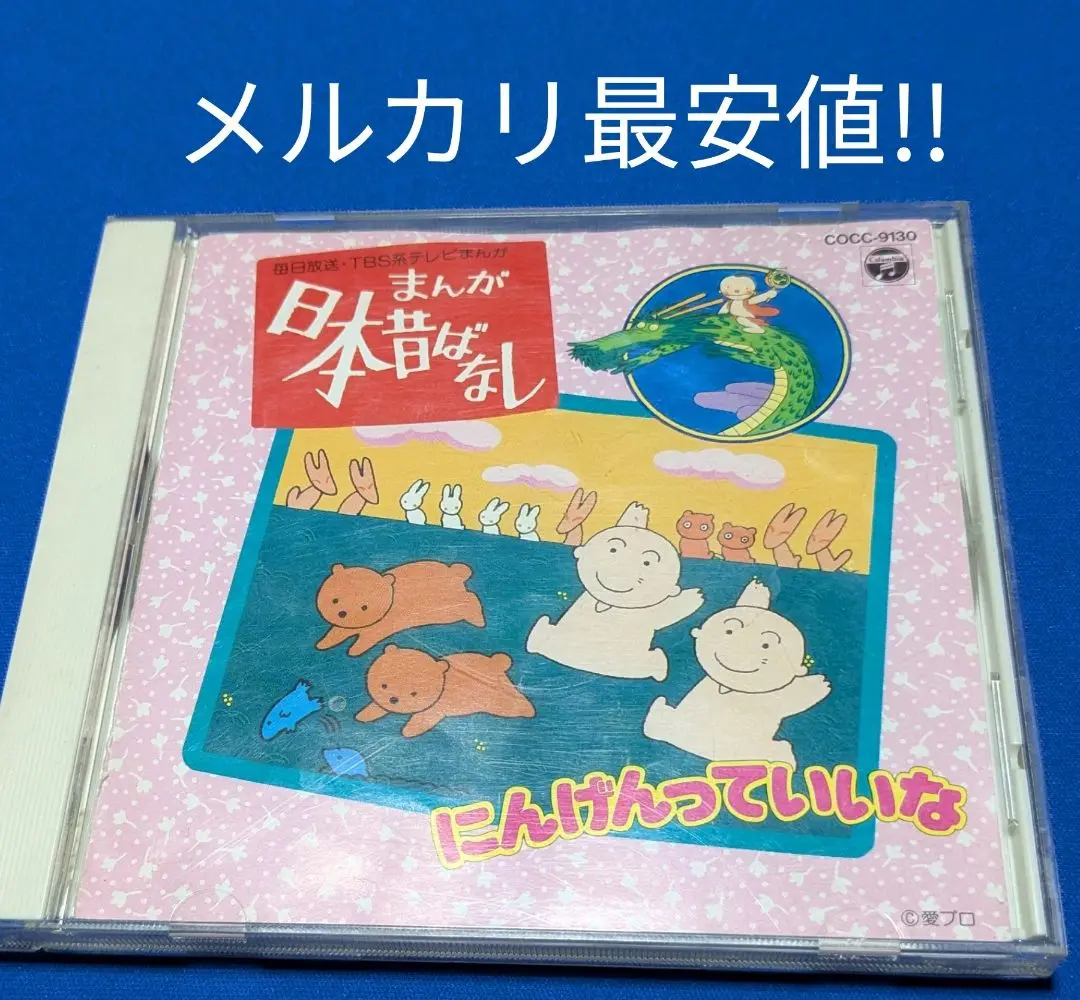 メルカリ最安値!!
COCC-9130
Columbia
毎日放送・TBS系テレビまんが
まんが
日本昔ばなし
にんげんっていいな
©愛プロ